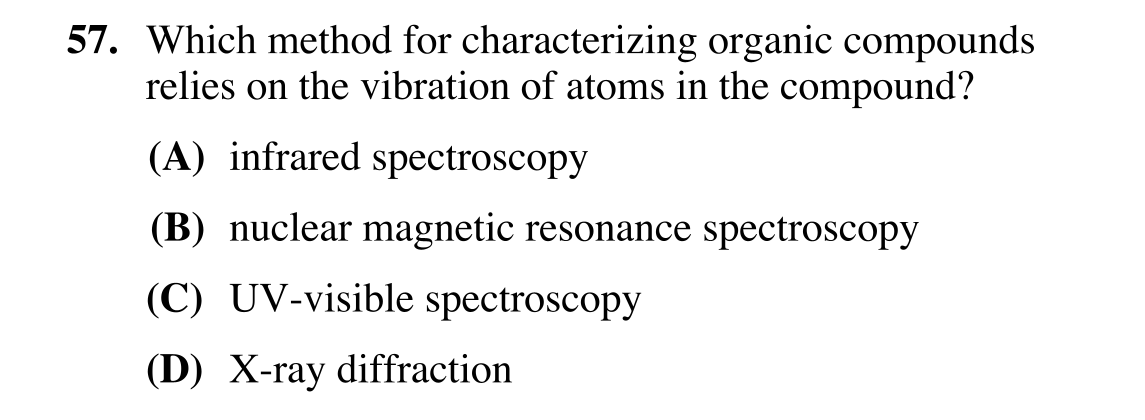 57. Which method for characterizing organic compounds
relies on the vibration of atoms in the compound?
(A) infrared spectroscopy
(B) nuclear magnetic resonance spectroscopy
(C) UV-visible spectroscopy
(D) X-ray diffraction